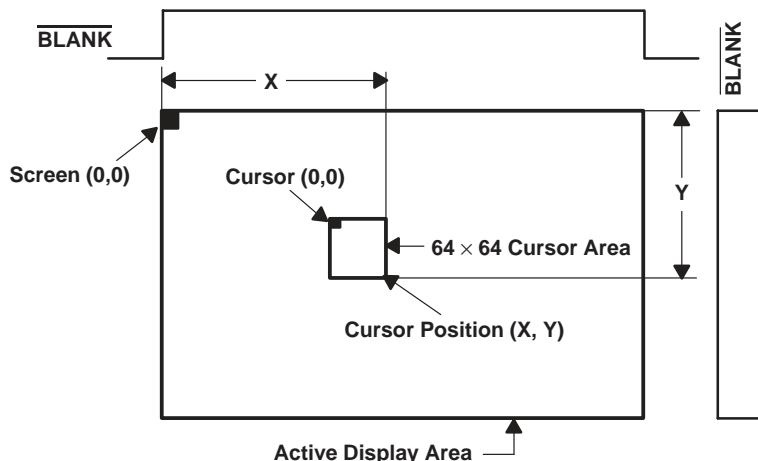 BLANK
BLANK
X
Screen (0,0)
Cursor (0,0)
Y
64 × 64 Cursor Area
Cursor Position (X, Y)
Active Display Area